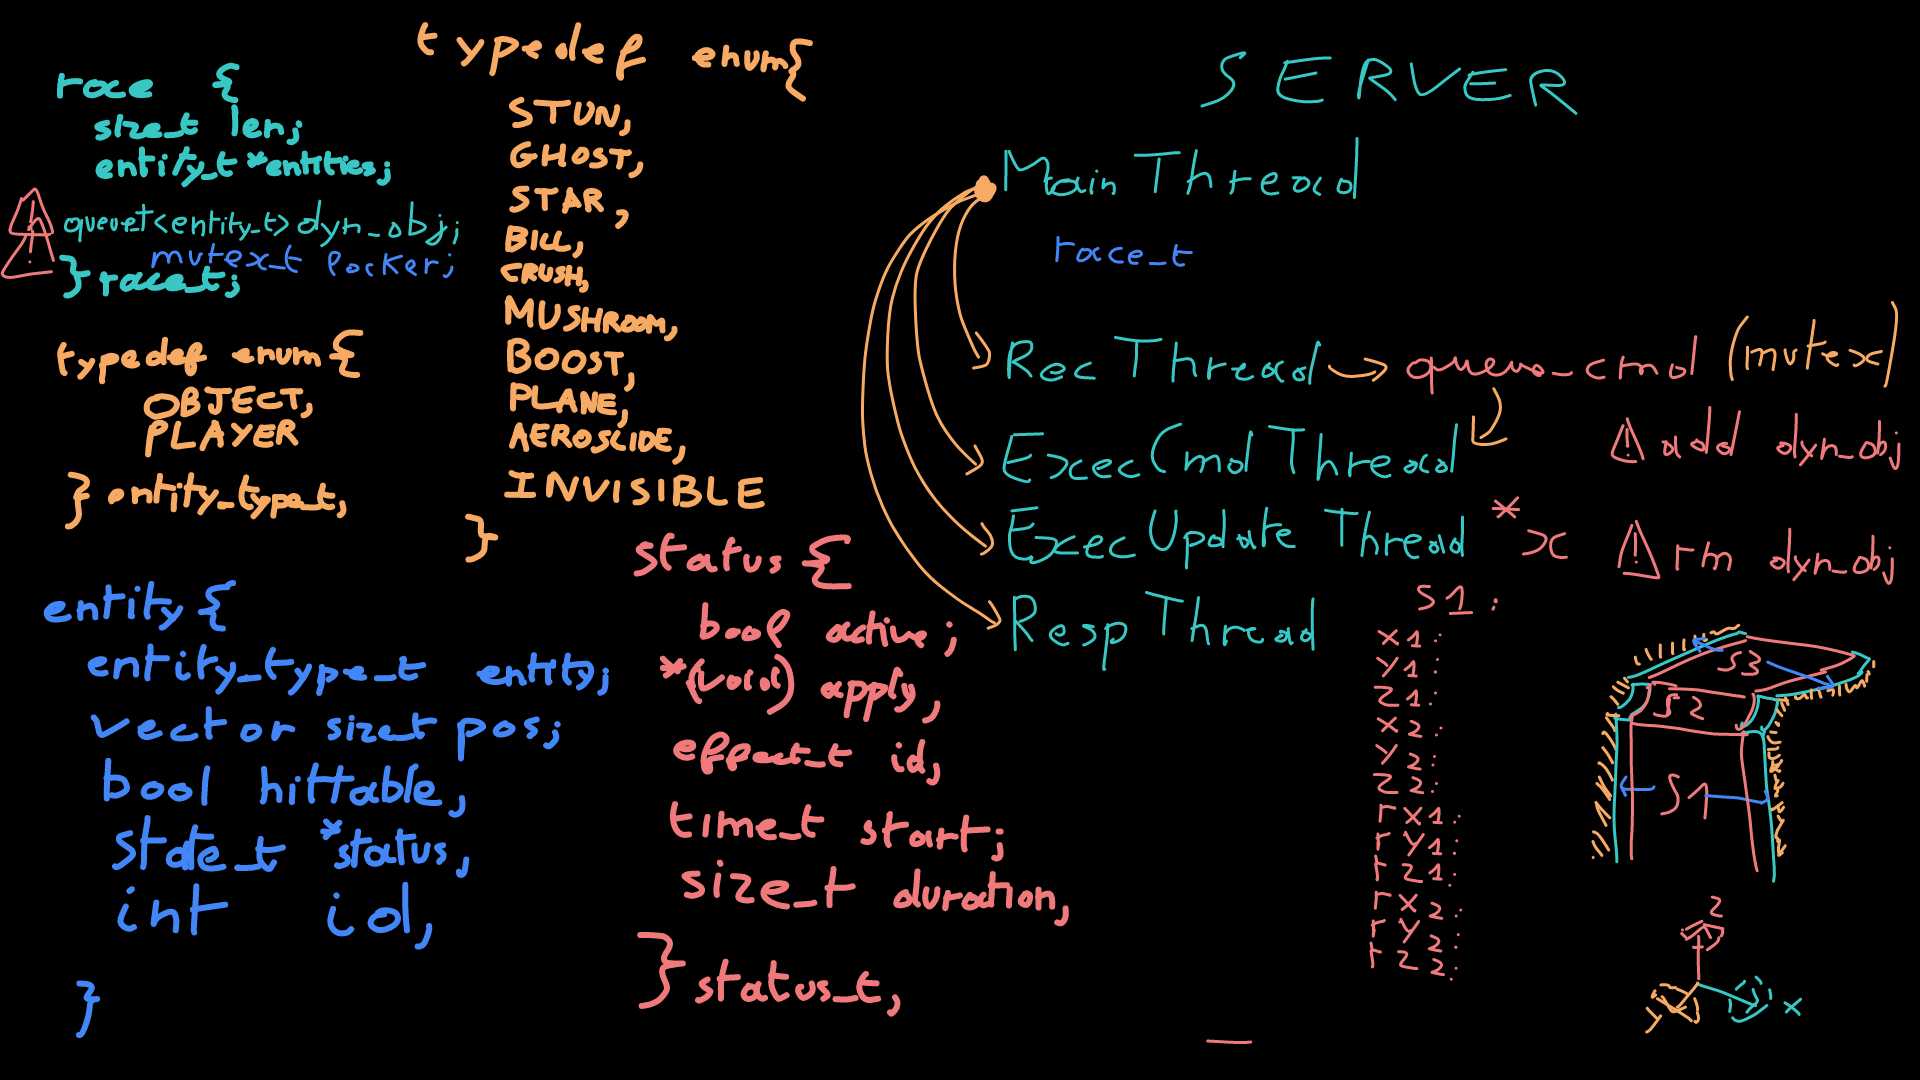 race {
size_t len;
entity_t *entities;
! queue_t<entity_t> dyn_obj;
! mutex_t locker;
} race_t;
typedef enum {
OBJECT,
PLAYER
} entity_type_t,
entity {
entity_type_t entity;
vector size_t pos;
bool hittable,
state_t *status,
int id,
}
typedef enum{
STUN,
GHOST,
STAR,
BILL,
CRUSH,
MUSHROOM,
BOOST,
PLANE,
AEROSLIDE,
INVISIBLE
}
status {
bool active;
*(void) apply,
effect_t id,
time_t start;
size_t duration,
} status_t,
SERVER
Main Thread
race_t
Rec Thread → (mutex)
Exec Cmd Thread ! add dyn_obj
Exec Update Thread * x ! rm dyn_obj
Resp Thread
S1:
x1:
y1:
z1:
x2:
y2:
z2:
rx1:
ry1:
rz1:
rx2:
ry2:
rz2:
S3
S2
S1
z
y
x